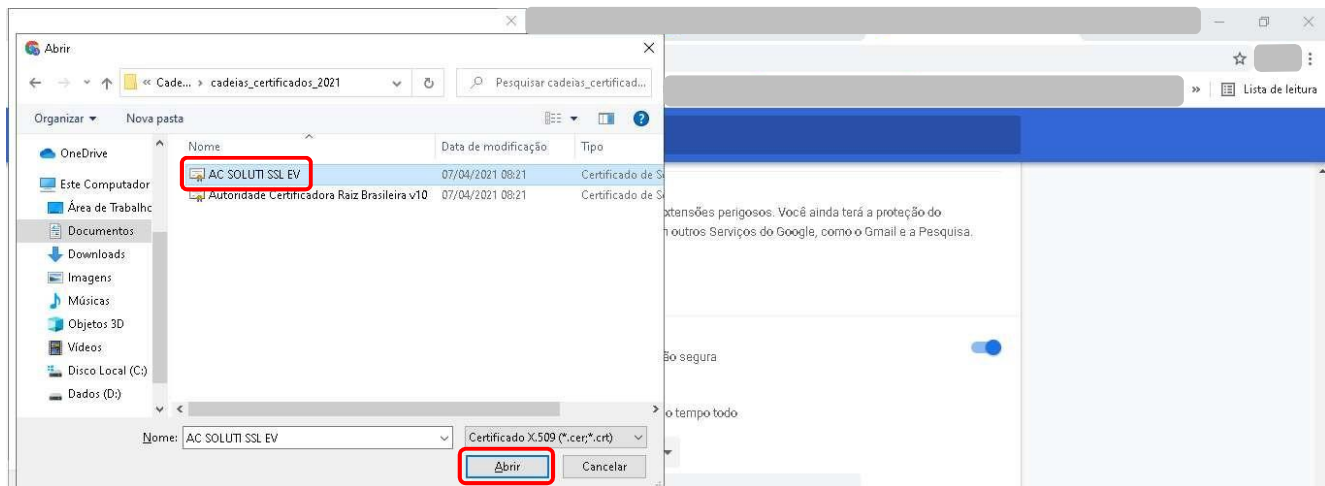 Abrir
« Cade... › cadeias_certificados_2021
Pesquisar cadeias_certificad...
» Lista de leitura
Organizar Nova pasta
Nome Data de modificação Tipo
OneDrive
Este Computador
Área de Trabalho
Documentos
Downloads
Imagens
Músicas
Objetos 3D
Vídeos
Disco Local (C:)
Dados (D:)
AC SOLUTI SSL EV 07/04/2021 08:21 Certificado de S
Autoridade Certificadora Raiz Brasileira v10 07/04/2021 08:21 Certificado de S
xtensões perigosos. Você ainda terá a proteção do
outros Serviços do Google, como o Gmail e a Pesquisa.
ão segura
o tempo todo
Nome: AC SOLUTI SSL EV Certificado X.509 (*.cer;*.crt)
Abrir Cancelar